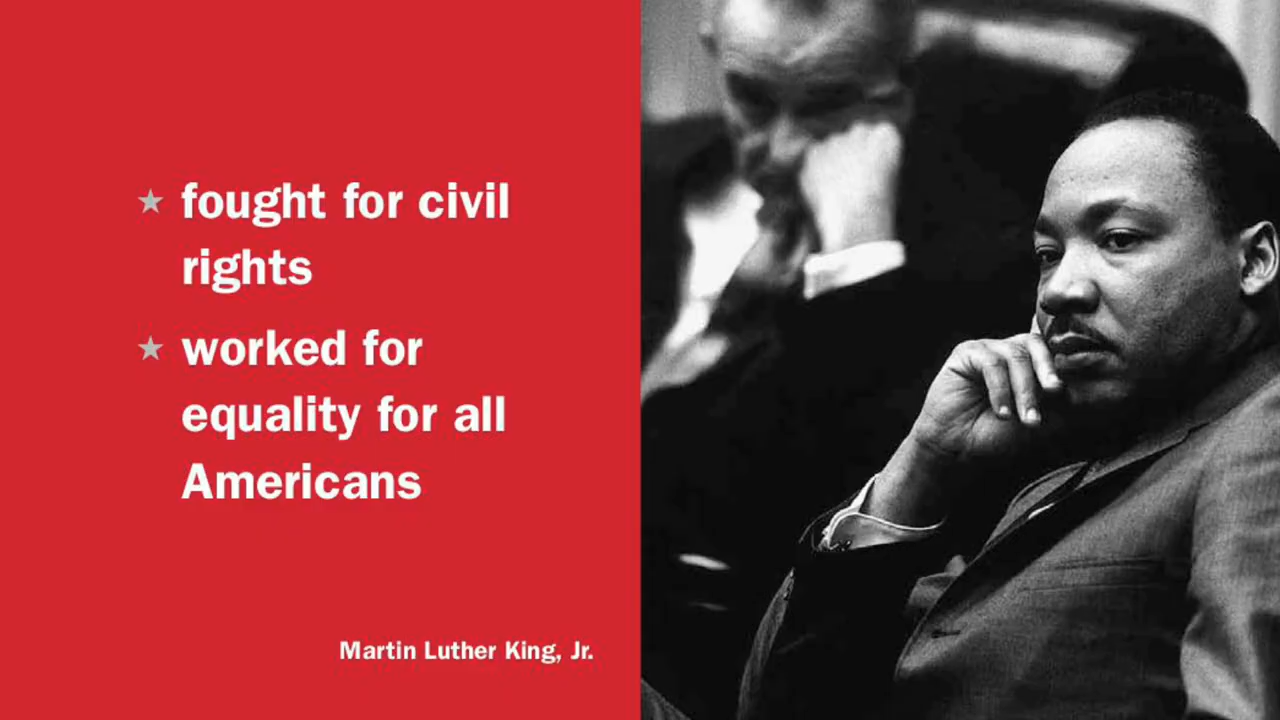 fought for civil
rights
worked for
equality for all
Americans
Martin Luther King, Jr.